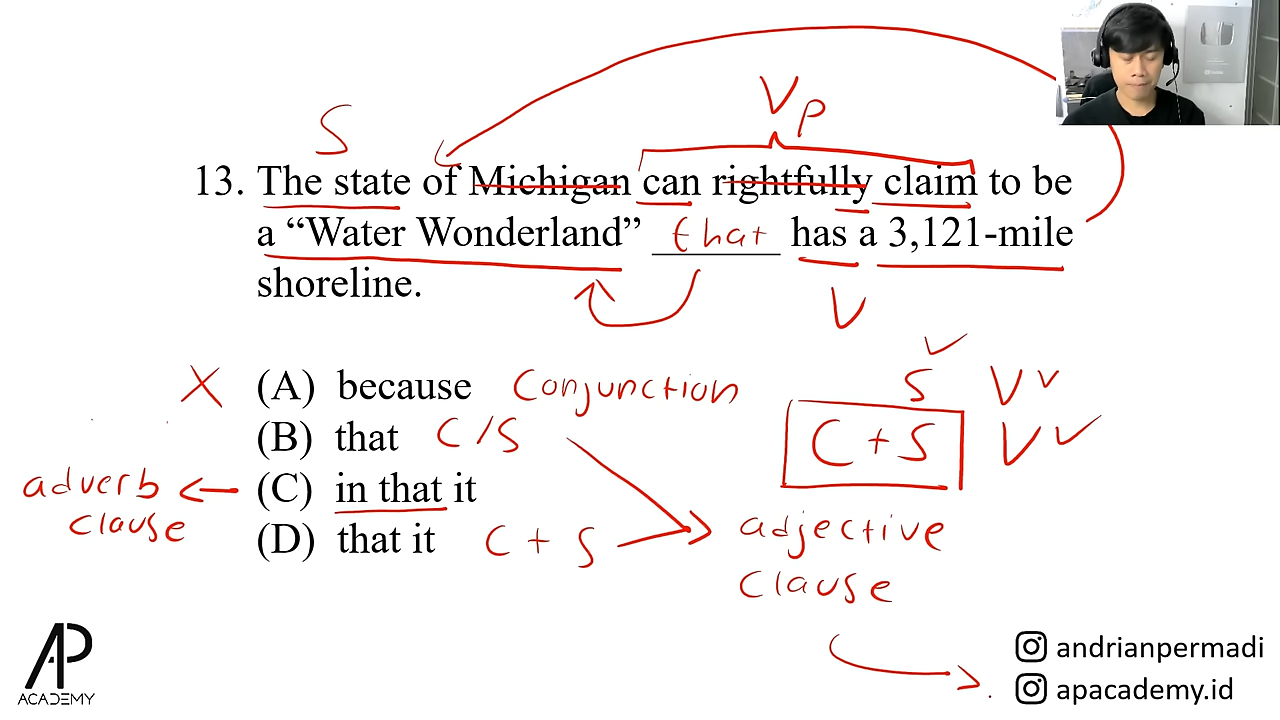 S
Vp
13. The state of Michigan can rightfully claim to be
a “Water Wonderland” that has a 3,121-mile
shoreline.
V
S V
X (A) because Conjunction
(B) that C/S
C + S V
adverb clause
(C) in that it
(D) that it C + S
adjective
clause
AP
ACADEMY
andrianpermadi
apacademy.id